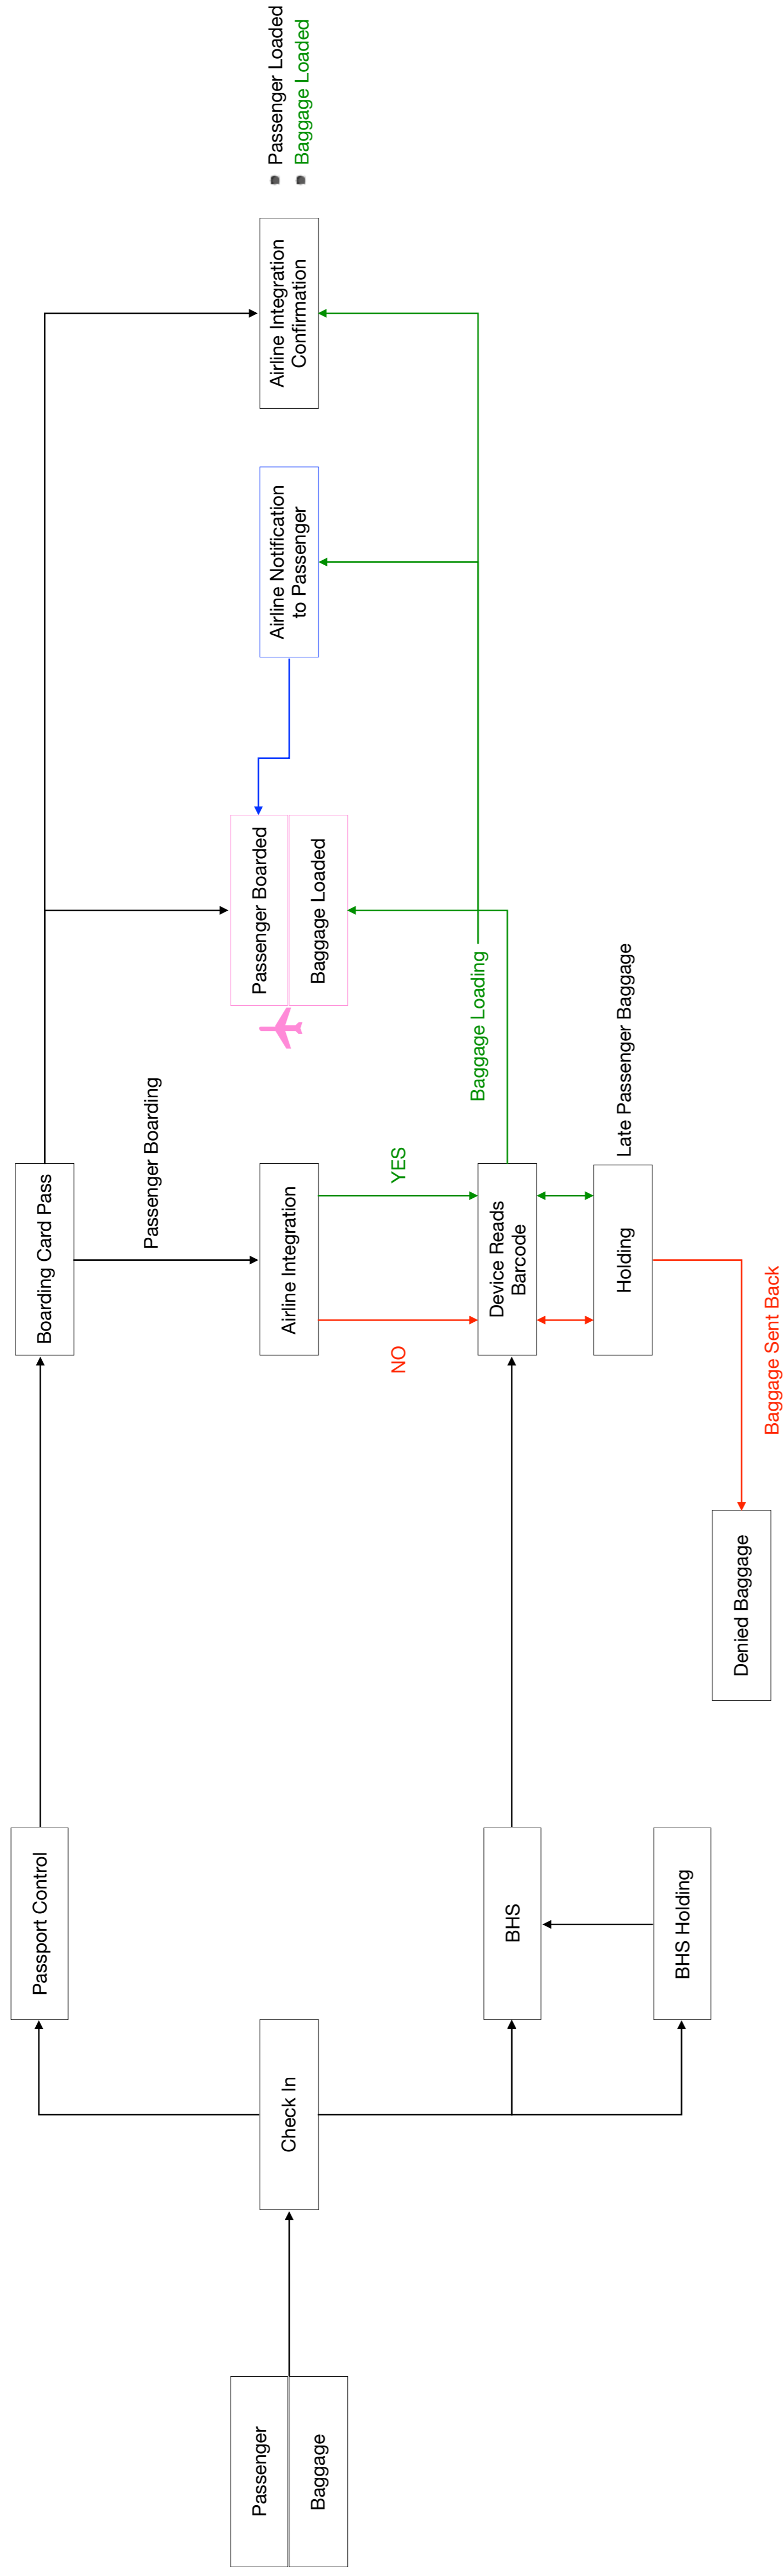 Passenger
Baggage
Check In
Passport Control
BHS
BHS Holding
Denied Baggage
Baggage Sent Back
Boarding Card Pass
Passenger Boarding
Airline Integration
NO
YES
Device Reads
Barcode
Holding
Late Passenger Baggage
Baggage Loading
Passenger Boarded
Baggage Loaded
Airline Notification
to Passenger
Airline Integration
Confirmation
Passenger Loaded
Baggage Loaded